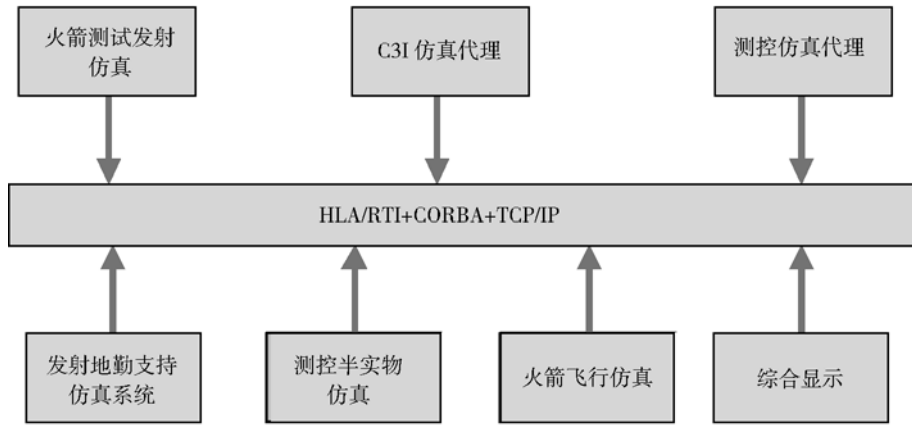 火箭测试发射
仿真
C3I 仿真代理
测控仿真代理
HLA/RTI+CORBA+TCP/IP
发射地勤支持
仿真系统
测控半实物
仿真
火箭飞行仿真
综合显示